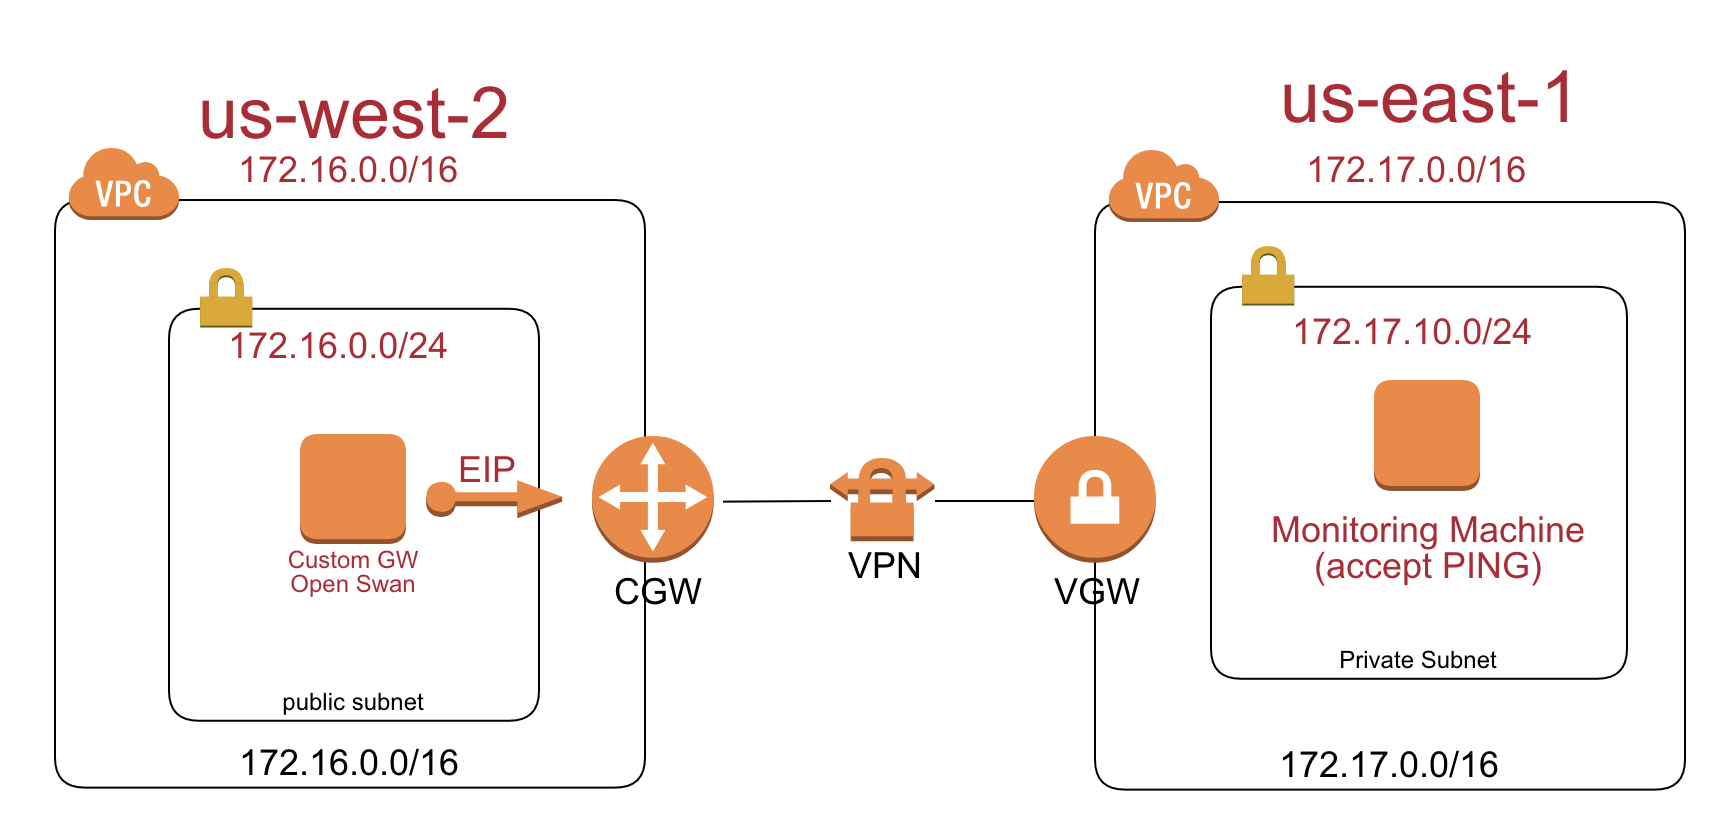 us-west-2
172.16.0.0/16
VPC
172.16.0.0/24
EIP
Custom GW
Open Swan
public subnet
172.16.0.0/16
CGW
VPN
VGW
us-east-1
172.17.0.0/16
VPC
172.17.10.0/24
Monitoring Machine
(accept PING)
Private Subnet
172.17.0.0/16